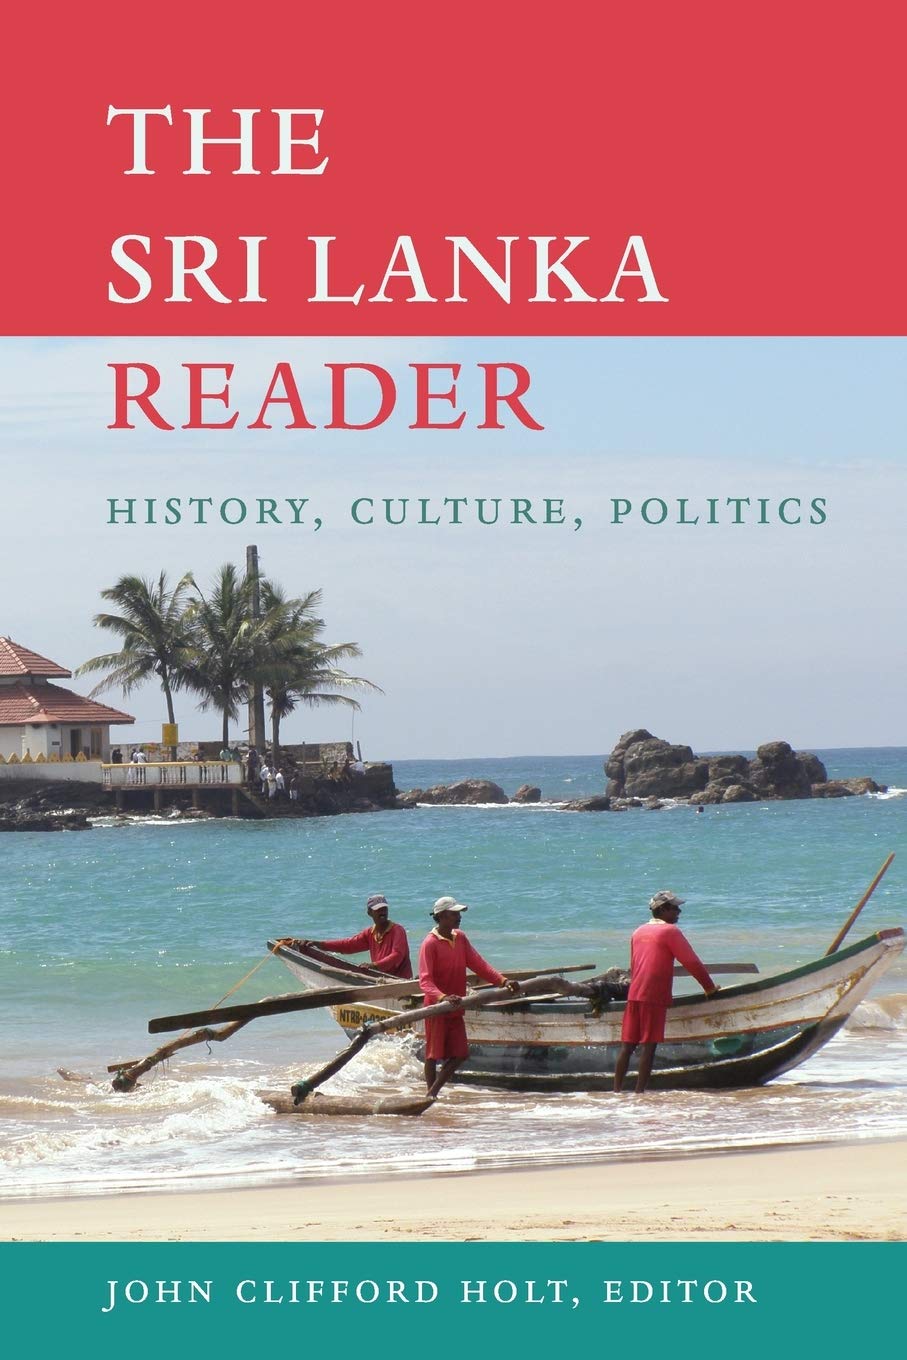 THE
SRI LANKA
READER
HISTORY, CULTURE, POLITICS
JOHN CLIFFORD HOLT, EDITOR